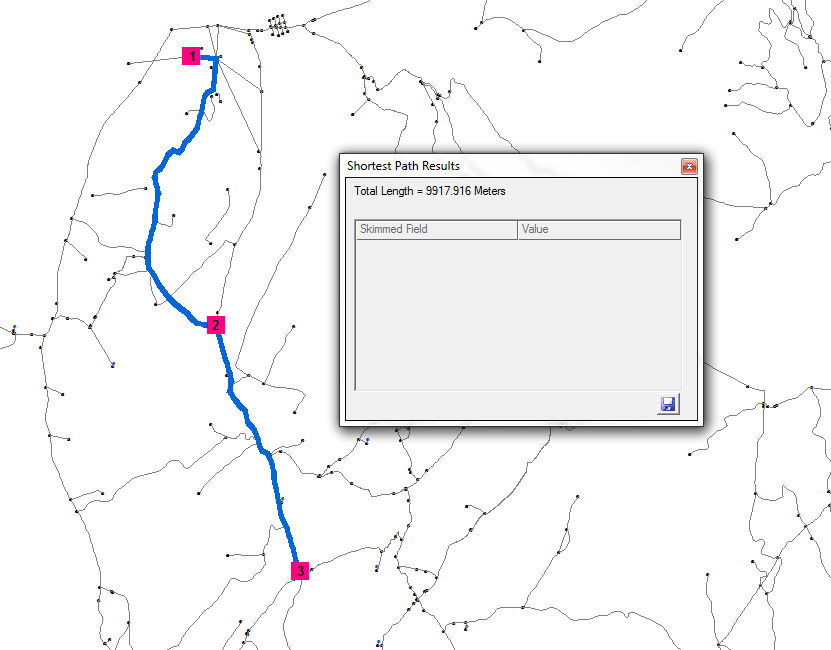 1
Shortest Path Results
Total Length = 9917.916 Meters
Skimmed Field Value
2
3